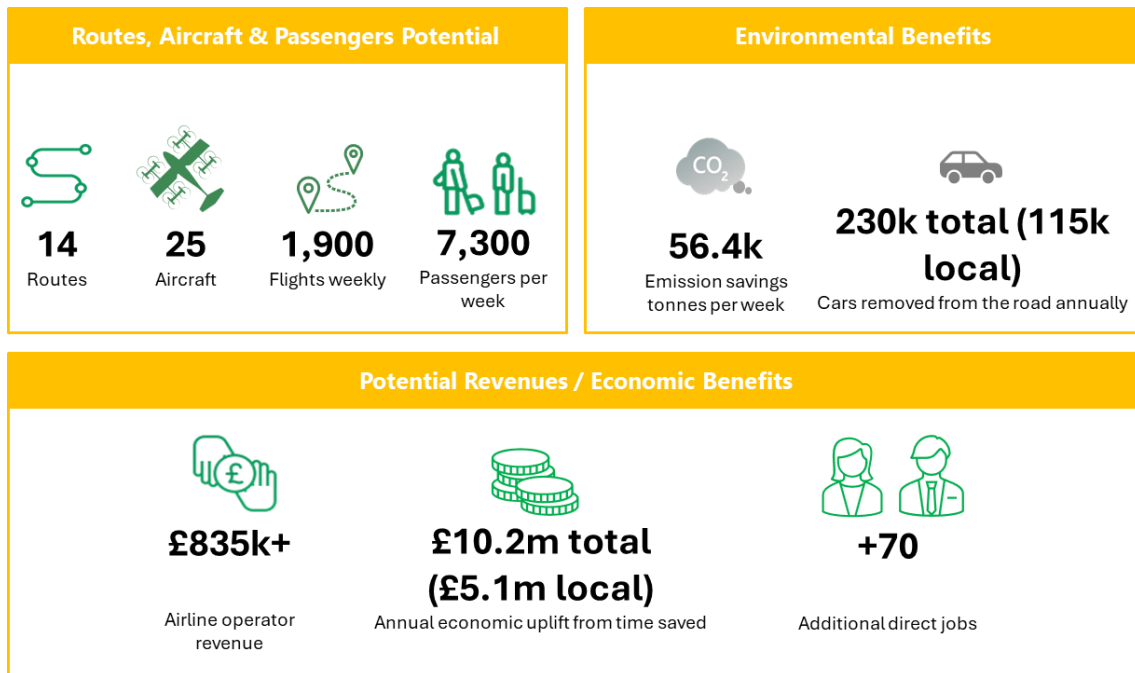 Routes, Aircraft & Passengers Potential
14
Routes
25
Aircraft
1,900
Flights weekly
7,300
Passengers per
week
Environmental Benefits
CO2
56.4k
Emission savings
tonnes per week
230k total (115k
local)
Cars removed from the road annually
Potential Revenues / Economic Benefits
£
£835k+
Airline operator
revenue
£10.2m total
(£5.1m local)
Annual economic uplift from time saved
+70
Additional direct jobs